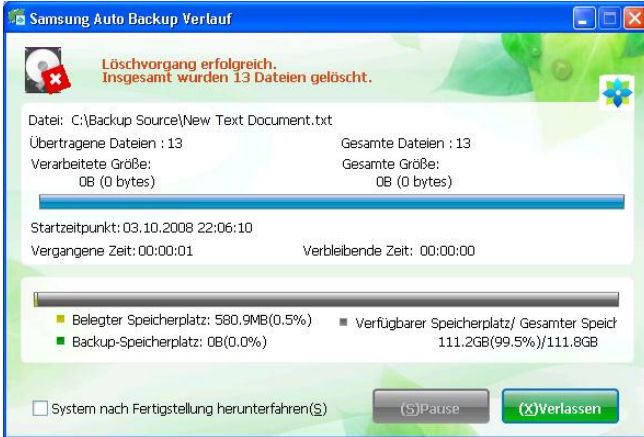 Samsung Auto Backup Verlauf
Löschvorgang erfolgreich.
Insgesamt wurden 13 Dateien gelöscht.
Datei: C:\Backup Source\New Text Document.txt
Übertragene Dateien : 13
Gesamte Dateien : 13
Verarbeitete Größe:
Gesamte Größe:
0B (0 bytes)
0B (0 bytes)
Startzeitpunkt: 03.10.2008 22:06:10
Vergangene Zeit: 00:00:01
Verbleibende Zeit: 00:00:00
Belegter Speicherplatz: 580.9MB(0.5%)
Verfügbarer Speicherplatz/ Gesamter Speich
Backup-Speicherplatz: 0B(0.0%)
111.2GB(99.5%)/111.8GB
System nach Fertigstellung herunterfahren(S)
(S)Pause
(X)Verlassen